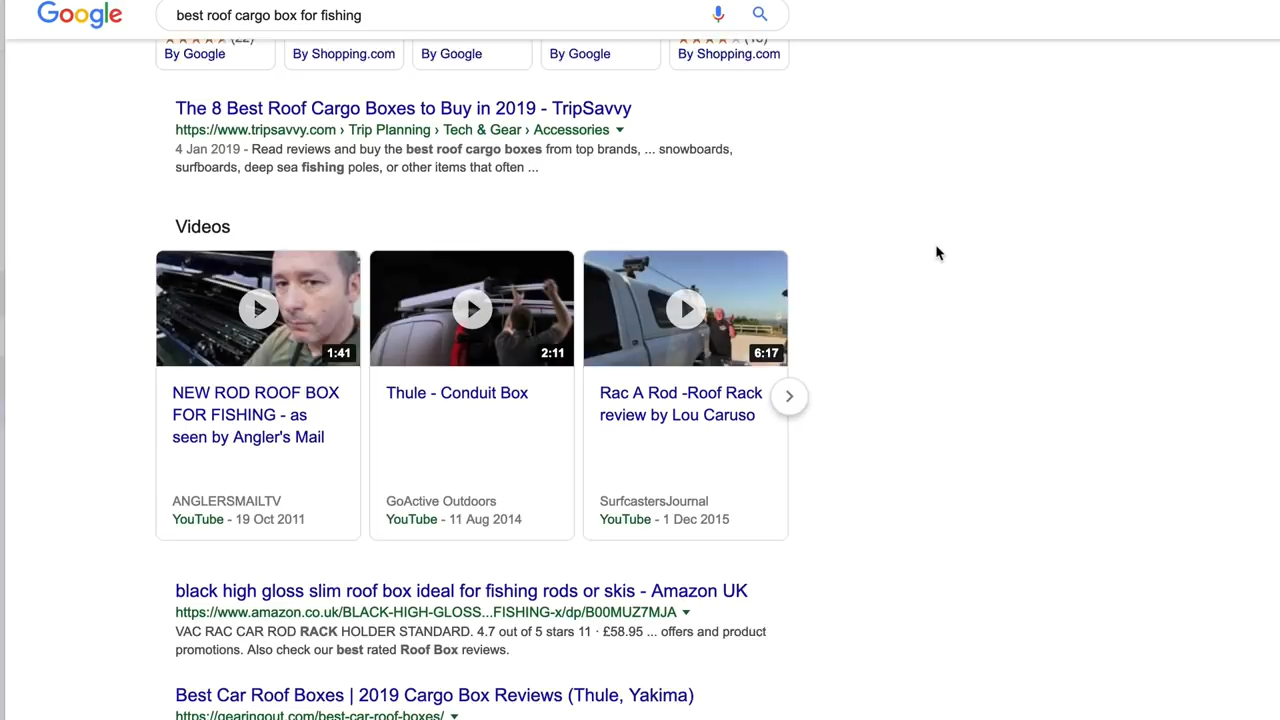 Google
best roof cargo box for fishing
(22)
(18)
By Google
By Shopping.com
By Google
By Google
By Shopping.com
The 8 Best Roof Cargo Boxes to Buy in 2019 - TripSavvy
https://www.tripsavvy.com › Trip Planning › Tech & Gear › Accessories
4 Jan 2019 - Read reviews and buy the best roof cargo boxes from top brands, ... snowboards,
surfboards, deep sea fishing poles, or other items that often ...
Videos
1:41
2:11
6:17
NEW ROD ROOF BOX
FOR FISHING - as
seen by Angler's Mail
ANGLERSMAILTV
YouTube - 19 Oct 2011
Thule - Conduit Box
GoActive Outdoors
YouTube - 11 Aug 2014
Rac A Rod -Roof Rack
review by Lou Caruso
SurfcastersJournal
YouTube - 1 Dec 2015
black high gloss slim roof box ideal for fishing rods or skis - Amazon UK
https://www.amazon.co.uk/BLACK-HIGH-GLOSS...FISHING-x/dp/B00MUZ7MJA
VAC RAC CAR ROD RACK HOLDER STANDARD. 4.7 out of 5 stars 11 · £58.95 ... offers and product
promotions. Also check our best rated Roof Box reviews.
Best Car Roof Boxes | 2019 Cargo Box Reviews (Thule, Yakima)
https://gearingout.com/best-car-roof-boxes/